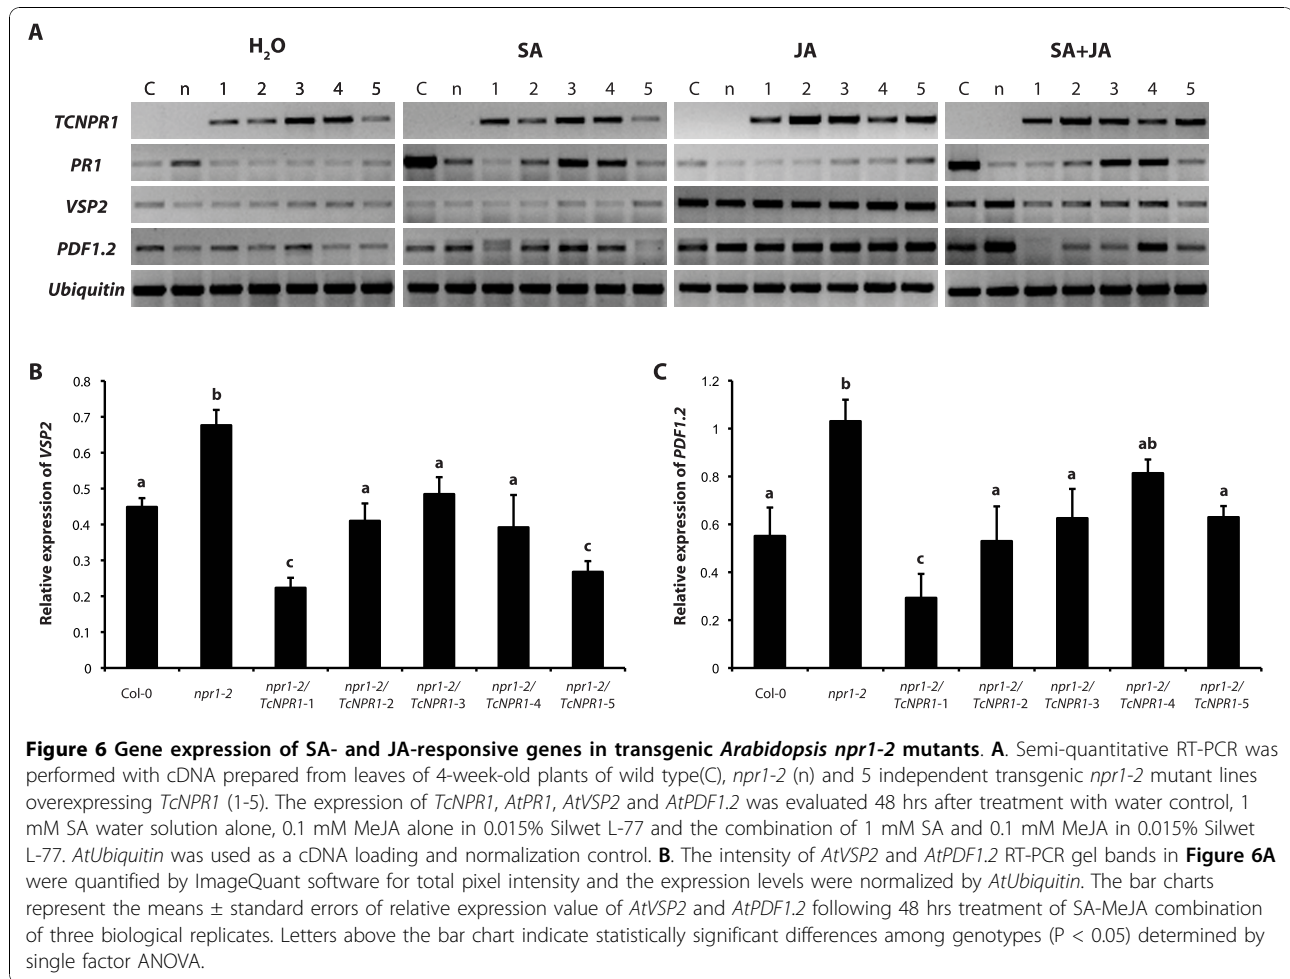 A
H2O
SA
JA
SA+JA
C n 1 2 3 4 5 C n 1 2 3 4 5 C n 1 2 3 4 5 C n 1 2 3 4 5
TCNPR1
PR1
VSP2
PDF1.2
Ubiquitin
B
Relative expression of VSP2
0.8
0.7
0.6
0.5
0.4
0.3
0.2
0.1
0
a b c a a a c
Col-0 npr1-2 npr1-2/ npr1-2/ npr1-2/ npr1-2/ npr1-2/
TcNPR1-1 TcNPR1-2 TcNPR1-3 TcNPR1-4 TcNPR1-5
C
Relative expression of PDF1.2
1.2
1
0.8
0.6
0.4
0.2
0
a b c a a ab a
Col-0 npr1-2 npr1-2/ npr1-2/ npr1-2/ npr1-2/ npr1-2/
TcNPR1-1 TcNPR1-2 TcNPR1-3 TcNPR1-4 TcNPR1-5
Figure 6 Gene expression of SA- and JA-responsive genes in transgenic Arabidopsis npr1-2 mutants. A. Semi-quantitative RT-PCR was
performed with cDNA prepared from leaves of 4-week-old plants of wild type(C), npr1-2 (n) and 5 independent transgenic npr1-2 mutant lines
overexpressing TcNPR1 (1-5). The expression of TcNPR1, AtPR1, AtVSP2 and AtPDF1.2 was evaluated 48 hrs after treatment with water control, 1
mM SA water solution alone, 0.1 mM MeJA alone in 0.015% Silwet L-77 and the combination of 1 mM SA and 0.1 mM MeJA in 0.015% Silwet
L-77. AtUbiquitin was used as a cDNA loading and normalization control. B. The intensity of AtVSP2 and AtPDF1.2 RT-PCR gel bands in Figure 6A
were quantified by ImageQuant software for total pixel intensity and the expression levels were normalized by AtUbiquitin. The bar charts
represent the means ± standard errors of relative expression value of AtVSP2 and AtPDF1.2 following 48 hrs treatment of SA-MeJA combination
of three biological replicates. Letters above the bar chart indicate statistically significant differences among genotypes (P < 0.05) determined by
single factor ANOVA.